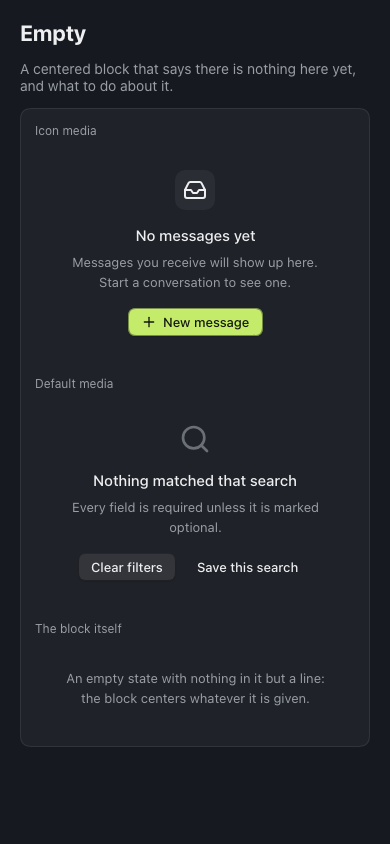 Empty
A centered block that says there is nothing here yet,
and what to do about it.
Icon media
No messages yet
Messages you receive will show up here.
Start a conversation to see one.
New message
Default media
Nothing matched that search
Every field is required unless it is marked
optional.
Clear filters
Save this search
The block itself
An empty state with nothing in it but a line:
the block centers whatever it is given.